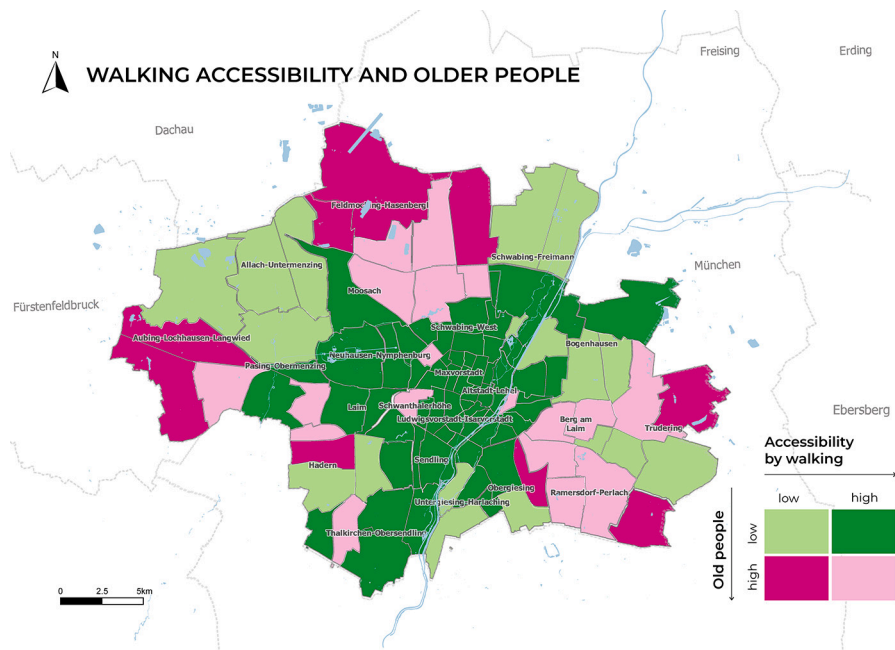 N
WALKING ACCESSIBILITY AND OLDER PEOPLE
Freising
Erding
Dachau
Feldmoching-Hasenbergl
Schwabing-Freimann
Allach-Untermenzing
München
Moosach
Fürstenfeldbruck
Schwabing-West
Aubing-Lochhausen-Langwied
Bogenhausen
Neuhausen-Nymphenburg
Pasing-Obermenzing
Maxvorstadt
Altstadt-Lehel
Laim
Schwanthalerhöhe
Ludwigsvorstadt-Isarvorstadt
Ebersberg
Berg am
Laim
Trudering
Sendling
Hadern
Obergiesing
Ramersdorf-Perlach
Untergiesing-Harlaching
Thalkirchen-Obersendling
Accessibility
by walking
low high
Old people
low
high
0 2.5 5km